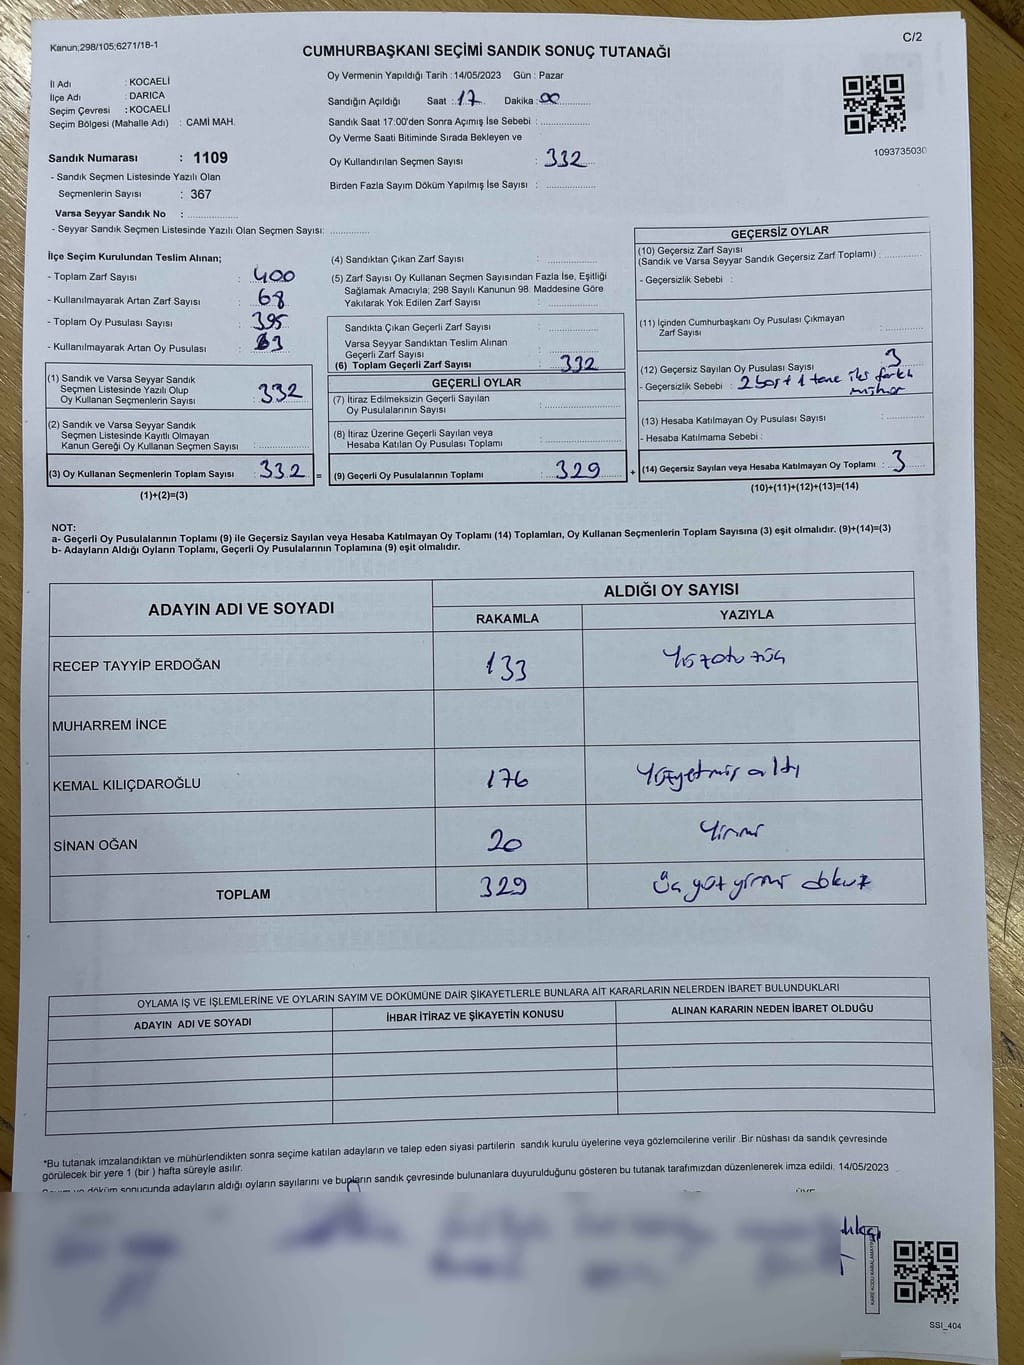 Kanun;298/105;6271/18-1
C/2
CUMHURBAŞKANI SEÇİMİ SANDIK SONUÇ TUTANAĞI
İl Adı : KOCAELİ
İlçe Adı : DARICA
Seçim Çevresi : KOCAELİ
Seçim Bölgesi (Mahalle Adı) : CAMİ MAH.
Sandık Numarası : 1109
- Sandık Seçmen Listesinde Yazılı Olan
Seçmenlerin Sayısı : 367
Varsa Seyyar Sandık No : ..................
- Seyyar Sandık Seçmen Listesinde Yazılı Olan Seçmen Sayısı: ..............
Oy Vermenin Yapıldığı Tarih : 14/05/2023 Gün : Pazar
Sandığın Açıldığı Saat : 17 Dakika : 00
Sandık Saat 17:00'den Sonra Açımış İse Sebebi : ..................
Oy Verme Saati Bitiminde Sırada Bekleyen ve
Oy Kullandırılan Seçmen Sayısı : 332
Birden Fazla Sayım Döküm Yapılmış İse Sayısı : ..................
1093735030
İlçe Seçim Kurulundan Teslim Alınan;
- Toplam Zarf Sayısı : 400
- Kullanılmayarak Artan Zarf Sayısı : 68
- Toplam Oy Pusulası Sayısı : 395
- Kullanılmayarak Artan Oy Pusulası : 63
(1) Sandık ve Varsa Seyyar Sandık
Seçmen Listesinde Yazılı Olup
Oy Kullanan Seçmenlerin Sayısı : 332
(2) Sandık ve Varsa Seyyar Sandık
Seçmen Listesinde Kayıtlı Olmayan
Kanun Gereği Oy Kullanan Seçmen Sayısı : ..................
(3) Oy Kullanan Seçmenlerin Toplam Sayısı : 332 =
(1)+(2)=(3)
(4) Sandıktan Çıkan Zarf Sayısı : ..................
(5) Zarf Sayısı Oy Kullanan Seçmen Sayısından Fazla İse, Eşitliği
Sağlamak Amacıyla; 298 Sayılı Kanunun 98. Maddesine Göre
Yakılarak Yok Edilen Zarf Sayısı : ..................
Sandıkta Çıkan Geçerli Zarf Sayısı : ..................
Varsa Seyyar Sandıktan Teslim Alınan
Geçerli Zarf Sayısı : ..................
(6) Toplam Geçerli Zarf Sayısı : 332
GEÇERLİ OYLAR
(7) İtiraz Edilmeksizin Geçerli Sayılan
Oy Pusulalarının Sayısı : ..................
(8) İtiraz Üzerine Geçerli Sayılan veya
Hesaba Katılan Oy Pusulası Toplamı : ..................
(9) Geçerli Oy Pusulalarının Toplamı : 329 +
GEÇERSİZ OYLAR
(10) Geçersiz Zarf Sayısı
(Sandık ve Varsa Seyyar Sandık Geçersiz Zarf Toplamı) : ............
- Geçersizlik Sebebi :
(11) İçinden Cumhurbaşkanı Oy Pusulası Çıkmayan
Zarf Sayısı : ............
(12) Geçersiz Sayılan Oy Pusulası Sayısı : 3
- Geçersizlik Sebebi : 2 boş + 1 tane iki farklı
mühür
(13) Hesaba Katılmayan Oy Pusulası Sayısı : ............
- Hesaba Katılmama Sebebi :
(14) Geçersiz Sayılan veya Hesaba Katılmayan Oy Toplamı : 3
(10)+(11)+(12)+(13)=(14)
NOT:
a- Geçerli Oy Pusulalarının Toplamı (9) ile Geçersiz Sayılan veya Hesaba Katılmayan Oy Toplamı (14) Toplamları, Oy Kullanan Seçmenlerin Toplam Sayısına (3) eşit olmalıdır. (9)+(14)=(3)
b- Adayların Aldığı Oyların Toplamı, Geçerli Oy Pusulalarının Toplamına (9) eşit olmalıdır.
ADAYIN ADI VE SOYADI ALDIĞI OY SAYISI
RAKAMLA YAZIYLA
RECEP TAYYİP ERDOĞAN 133 Yüzotuzüç
MUHARREM İNCE
KEMAL KILIÇDAROĞLU 176 Yüzyetmiş altı
SİNAN OĞAN 20 Yirmi
TOPLAM 329 Üç yüz yirmi dokuz
OYLAMA İŞ VE İŞLEMLERİNE VE OYLARIN SAYIM VE DÖKÜMÜNE DAİR ŞİKAYETLERLE BUNLARA AİT KARARLARIN NELERDEN İBARET BULUNDUKLARI
ADAYIN ADI VE SOYADI İHBAR İTİRAZ VE ŞİKAYETİN KONUSU ALINAN KARARIN NEDEN İBARET OLDUĞU
*Bu tutanak imzalandıktan ve mühürlendikten sonra seçime katılan adayların ve talep eden siyasi partilerin sandık kurulu üyelerine veya gözlemcilerine verilir .Bir nüshası da sandık çevresinde
görülecek bir yere 1 (bir ) hafta süreyle asılır.
Sayım ve döküm sonucunda adayların aldığı oyların sayılarını ve bunların sandık çevresinde bulunanlara duyurulduğunu gösteren bu tutanak tarafımızdan düzenlenerek imza edildi. 14/05/2023
ÜYE
SSI_404